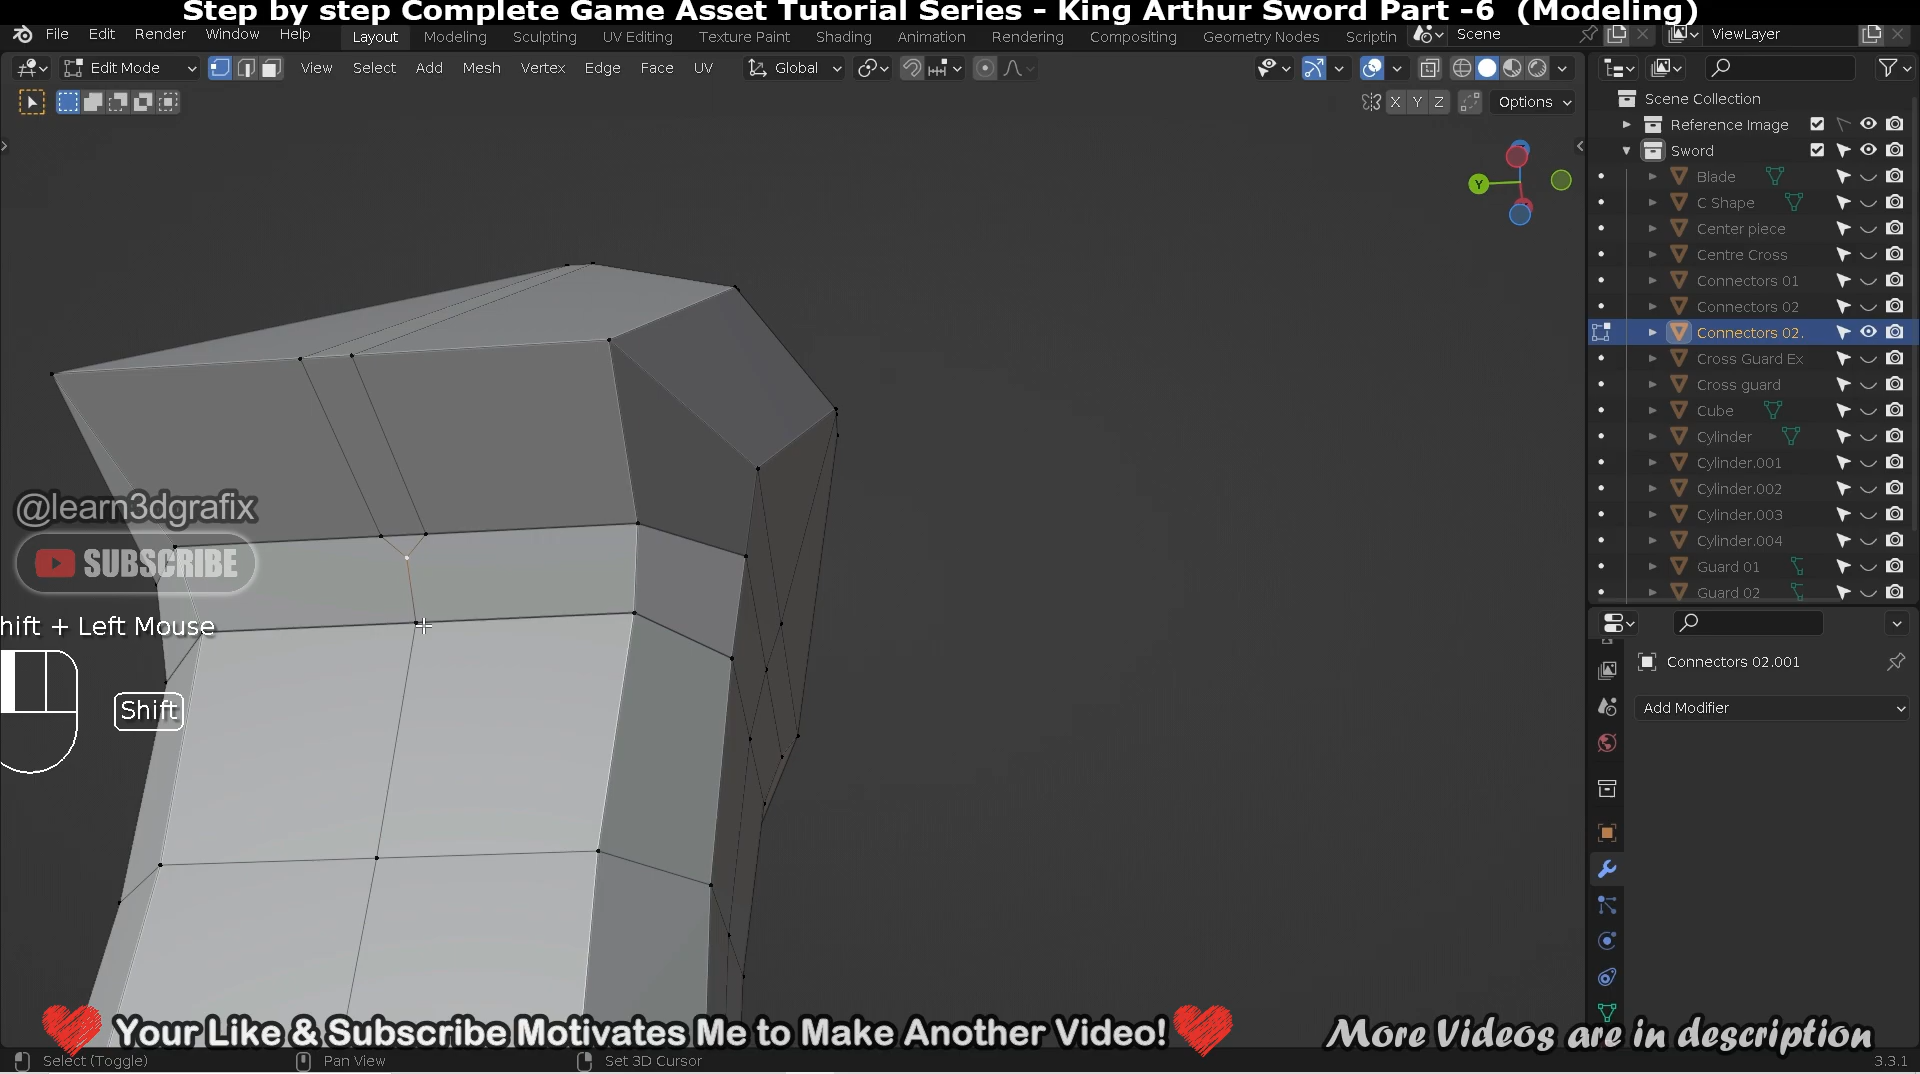 Step by step Complete Game Asset Tutorial Series - King Arthur Sword Part -6 (Modeling)
File Edit Render Window Help Layout Modeling Sculpting UV Editing Texture Paint Shading Animation Rendering Compositing Geometry Nodes Scriptin Scene ViewLayer
Edit Mode View Select Add Mesh Vertex Edge Face UV Global
X Y Z Options
Scene Collection
Reference Image
Sword
Blade
C Shape
Center piece
Centre Cross
Connectors 01
Connectors 02
Connectors 02.
Cross Guard Ex
Cross guard
Cube
Cylinder
Cylinder.001
Cylinder.002
Cylinder.003
Cylinder.004
Guard 01
Guard 02
Y
@learn3dgrafix
SUBSCRIBE
hift + Left Mouse
Shift
Connectors 02.001
Add Modifier
Your Like & Subscribe Motivates Me to Make Another Video!
More Videos are in description
Select (Toggle) Pan View Set 3D Cursor 3.3.1